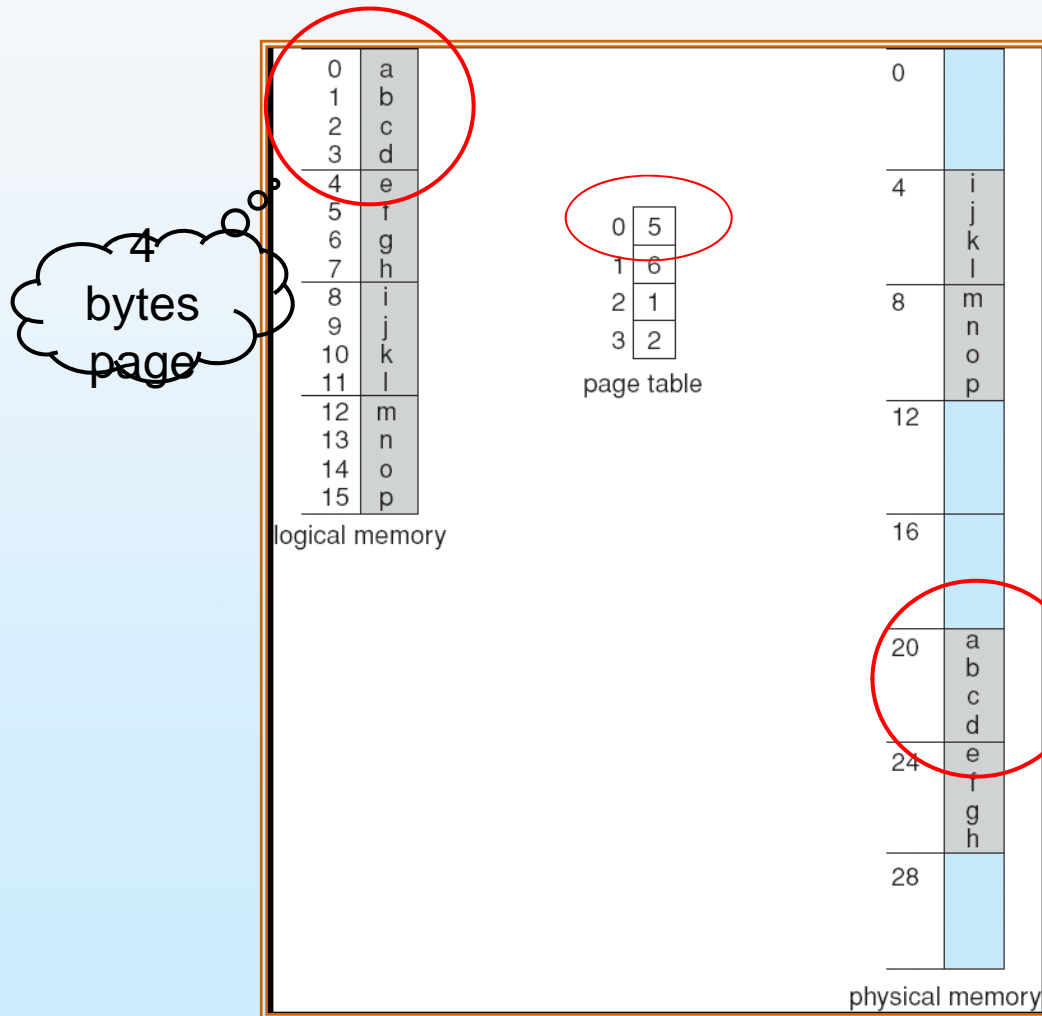 0 a
1 b
2 c
3 d
4 e
5 f
6 g
7 h
8 i
9 j
10 k
11 l
12 m
13 n
14 o
15 p
logical memory
4
bytes
page
0 5
1 6
2 1
3 2
page table
0
4 i
j
k
l
8 m
n
o
p
12
16
20 a
b
c
d
24 e
f
g
h
28
physical memory